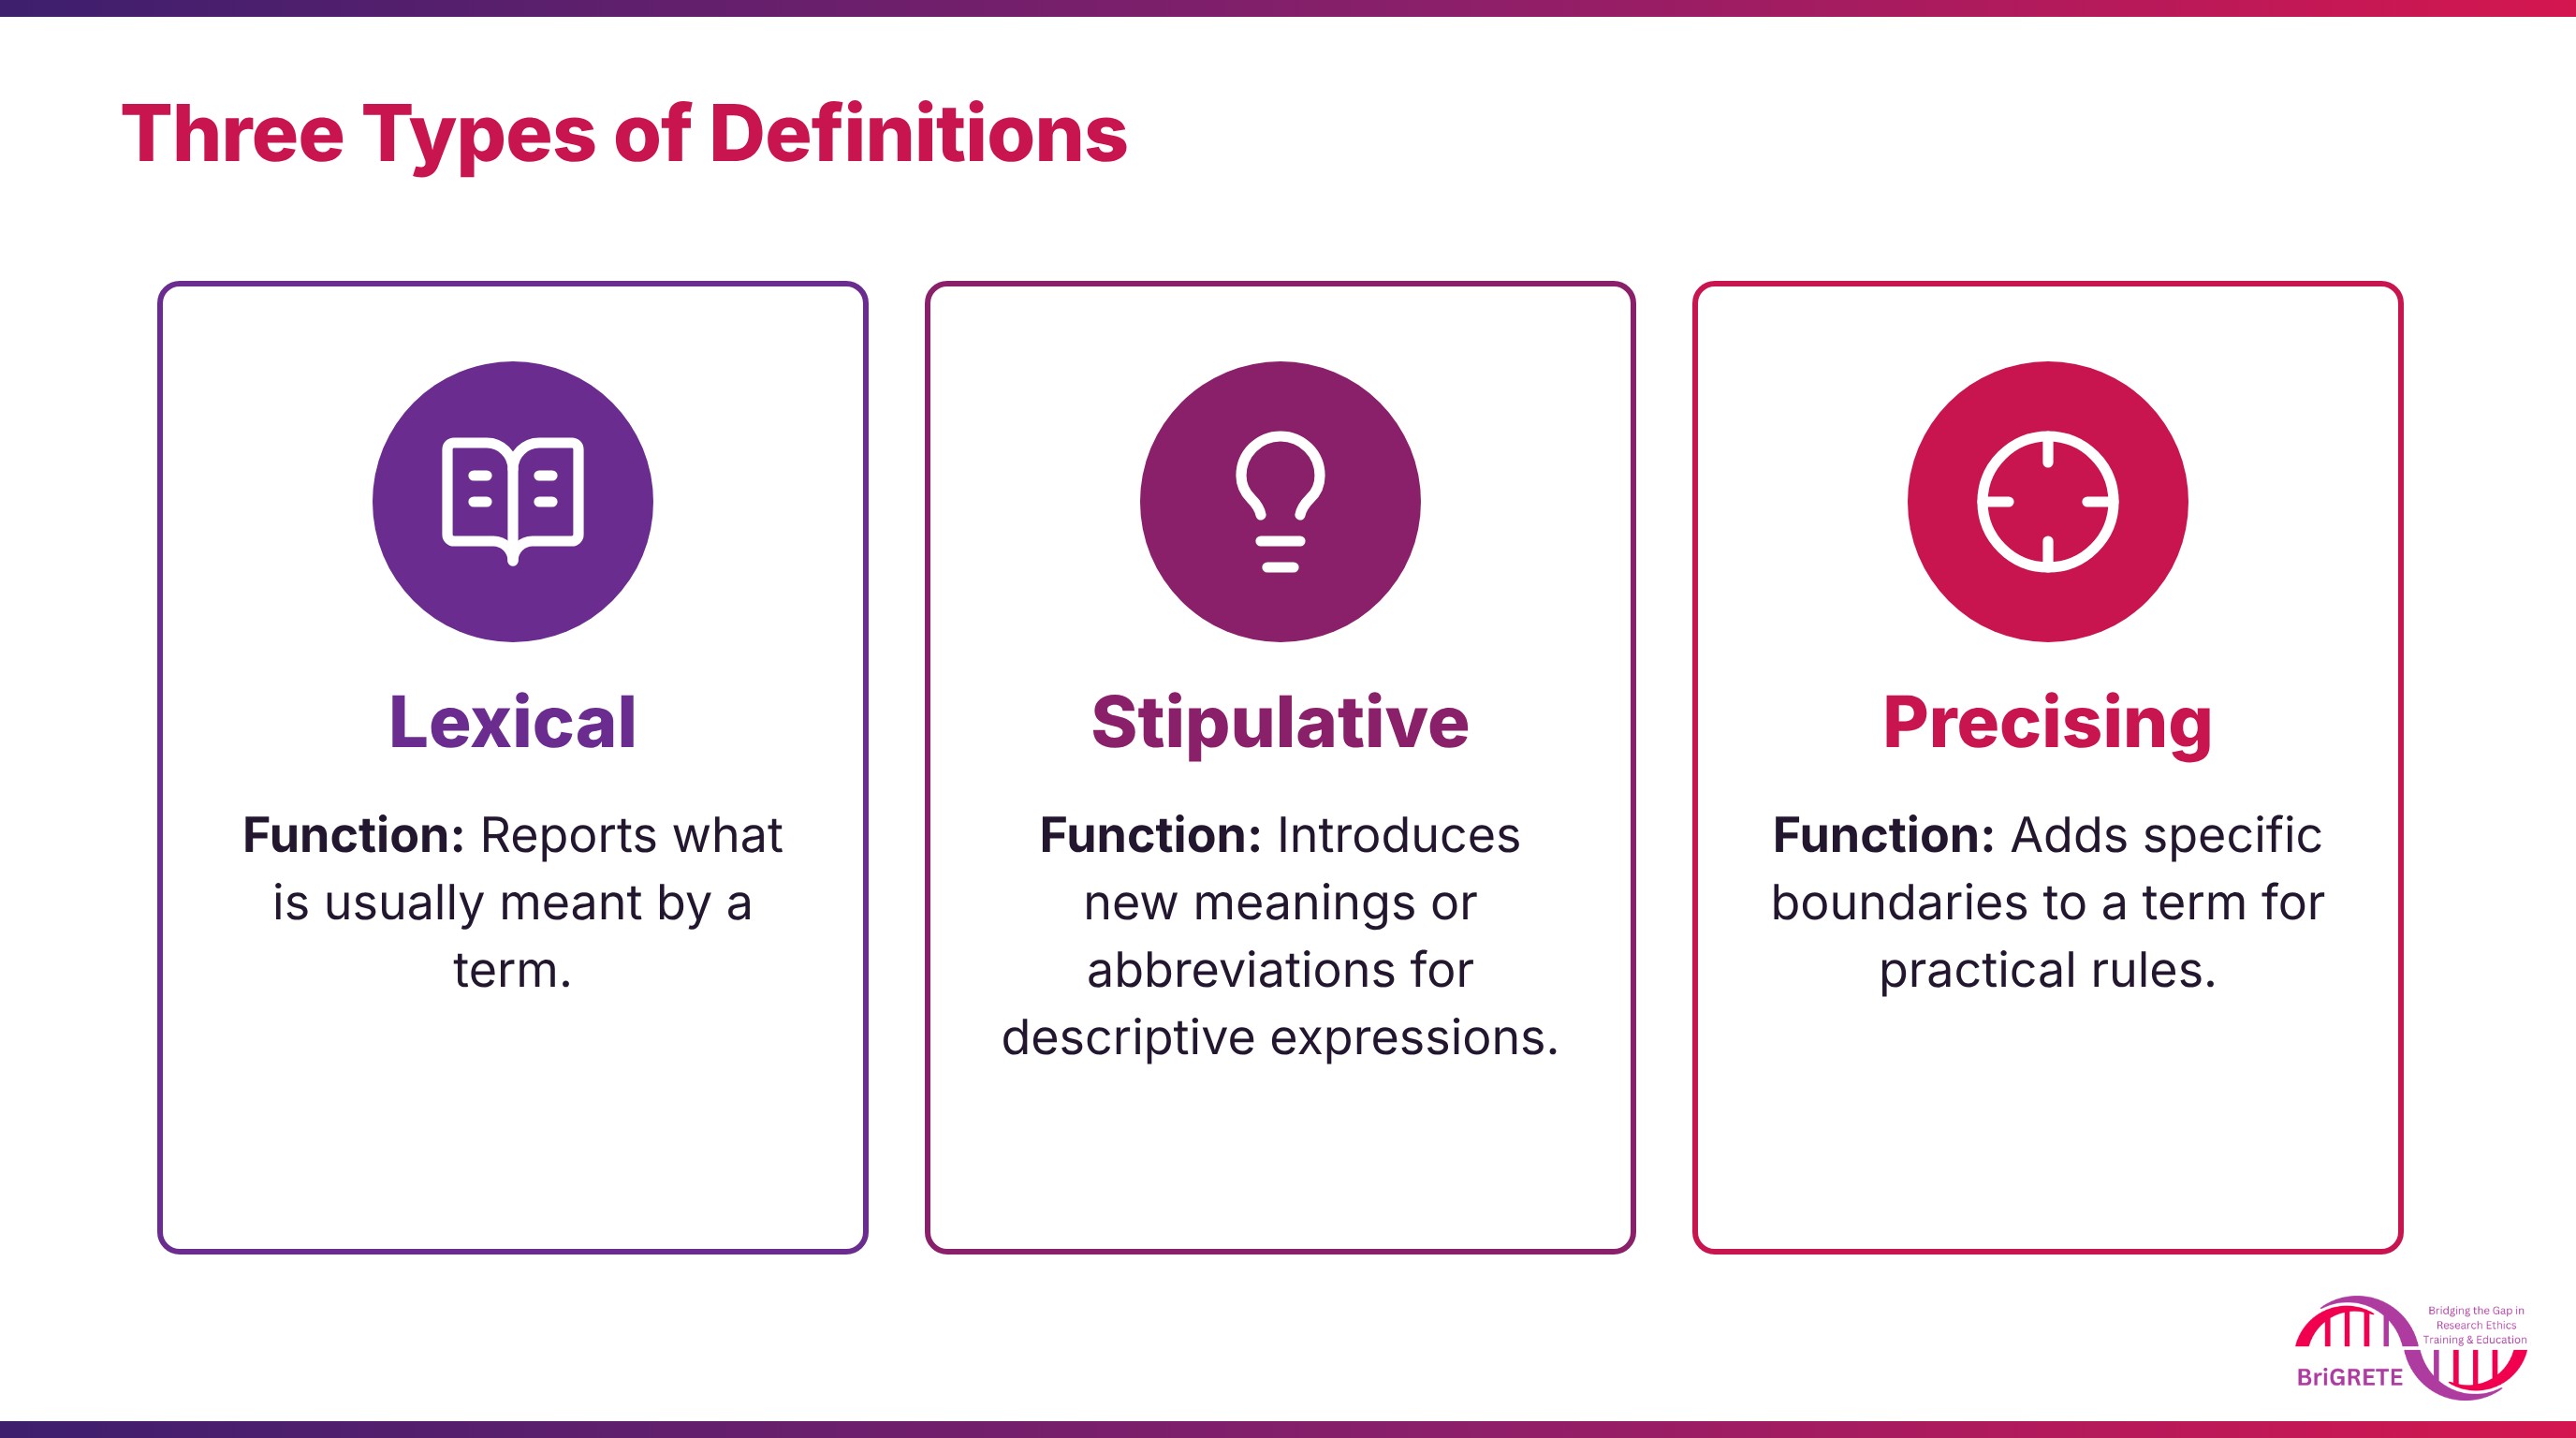 Three Types of Definitions
Lexical
Function: Reports what
is usually meant by a
term.
Stipulative
Function: Introduces
new meanings or
abbreviations for
descriptive expressions.
Precising
Function: Adds specific
boundaries to a term for
practical rules.
Bridging the Gap in
Research Ethics
Training & Education
BriGRETE